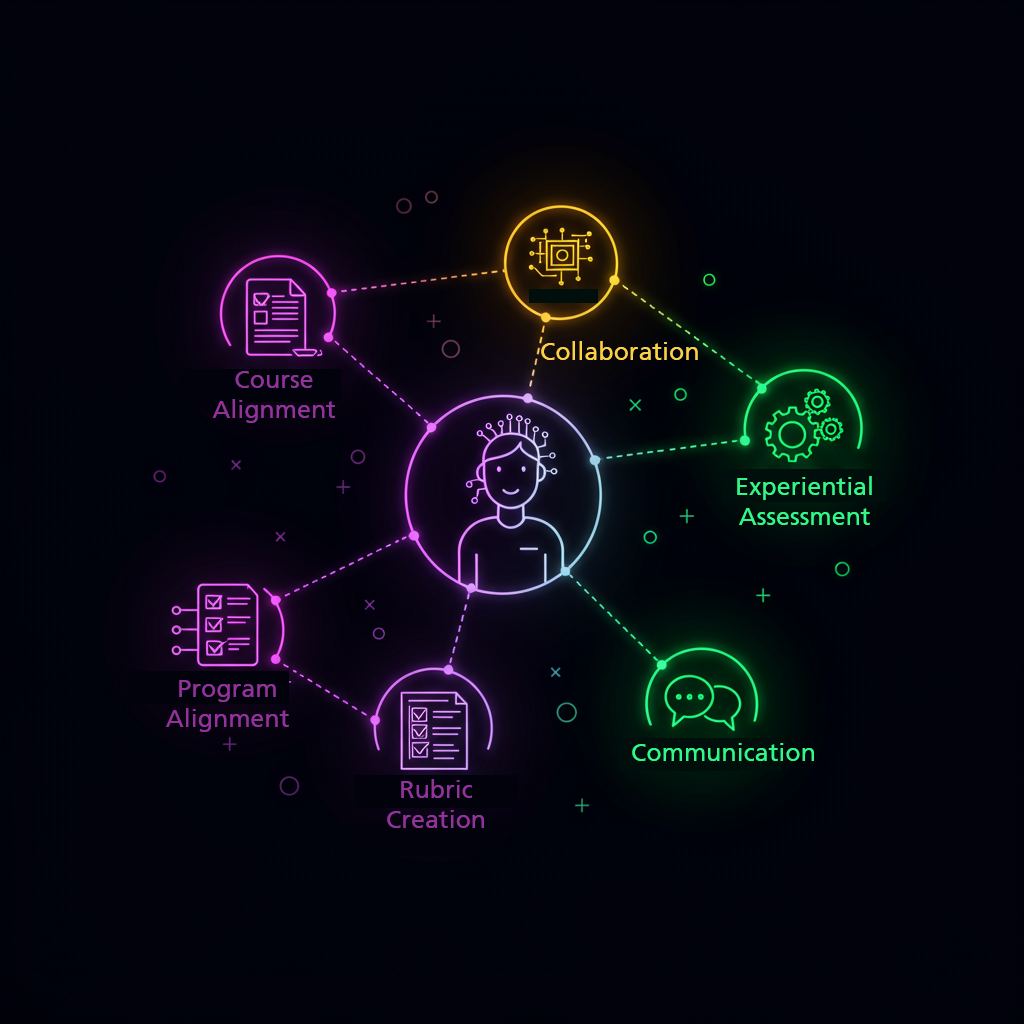 Collaboration
Course
Alignment
Experiential
Assessment
Program
Alignment
Communication
Rubric
Creation